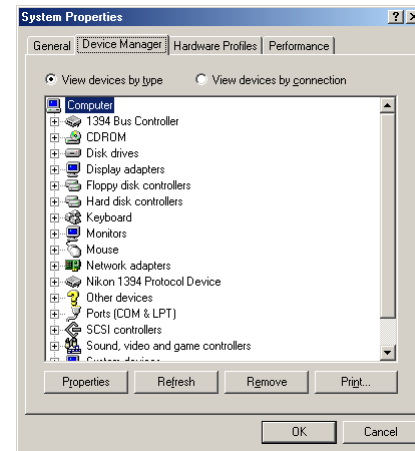 System Properties
General Device Manager Hardware Profiles Performance
View devices by type View devices by connection
Computer
1394 Bus Controller
CDROM
Disk drives
Display adapters
Floppy disk controllers
Hard disk controllers
Keyboard
Monitors
Mouse
Network adapters
Nikon 1394 Protocol Device
Other devices
Ports (COM & LPT)
SCSI controllers
Sound, video and game controllers
System devices
Properties Refresh Remove Print...
OK Cancel